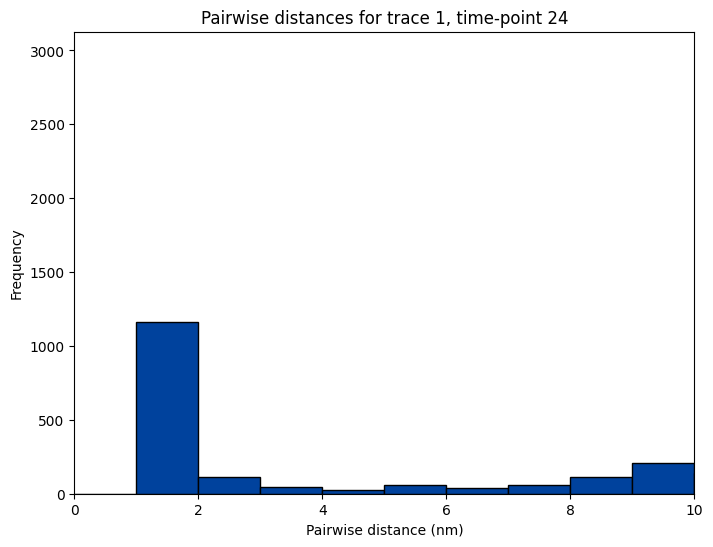 Pairwise distances for trace 1, time-point 24
3000
2500
2000
1500
1000
500
0
Frequency
0 2 4 6 8 10
Pairwise distance (nm)